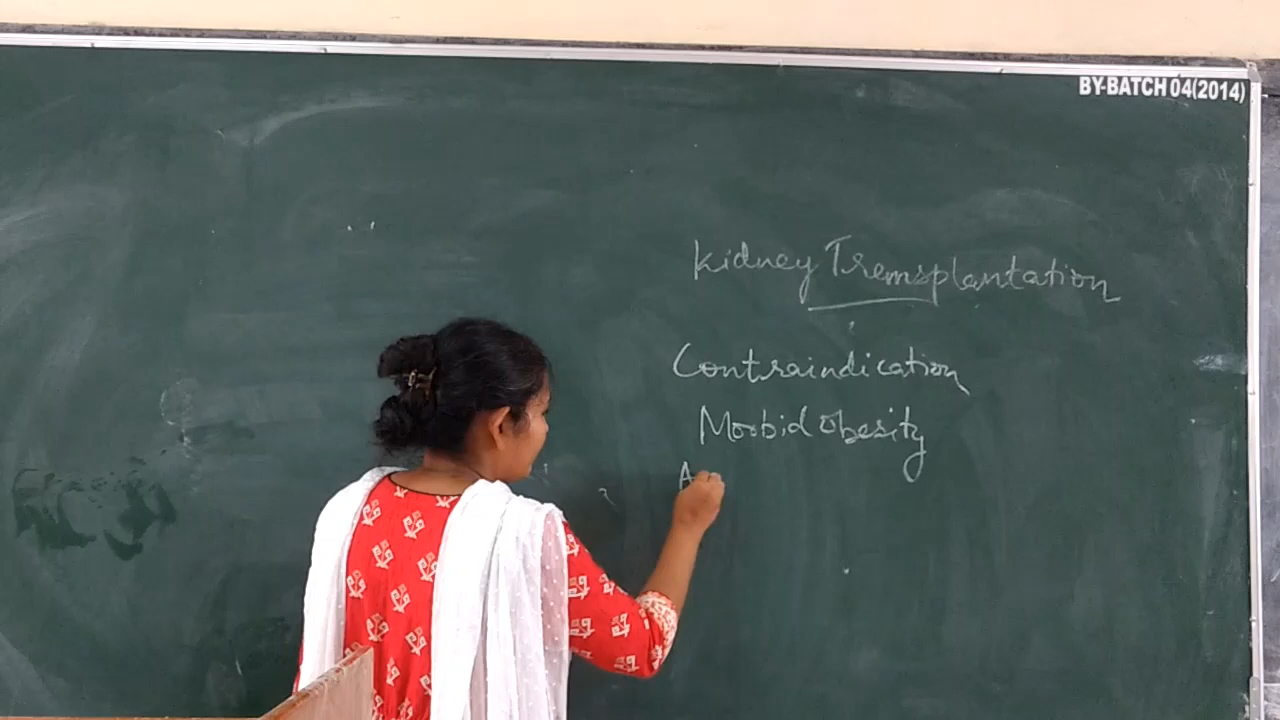 BY-BATCH 04(2014)
Kidney Tremsplantation
Contraindication
Morbid obesity
A